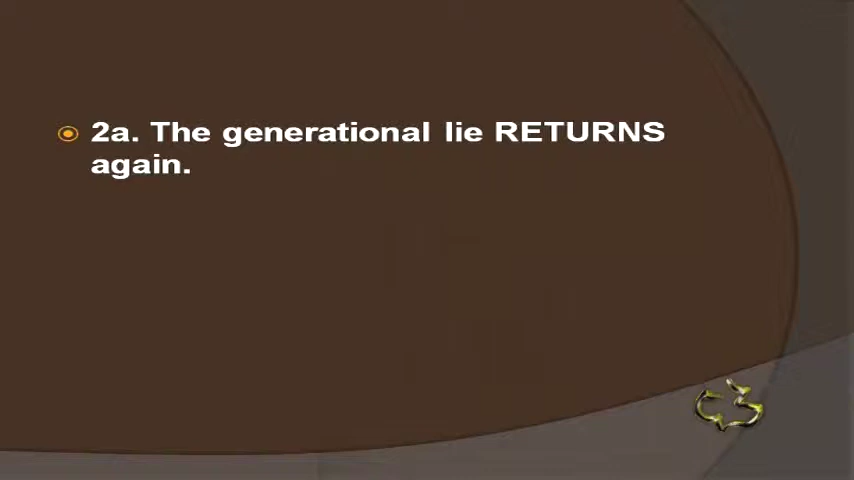 2a. The generational lie RETURNS
again.